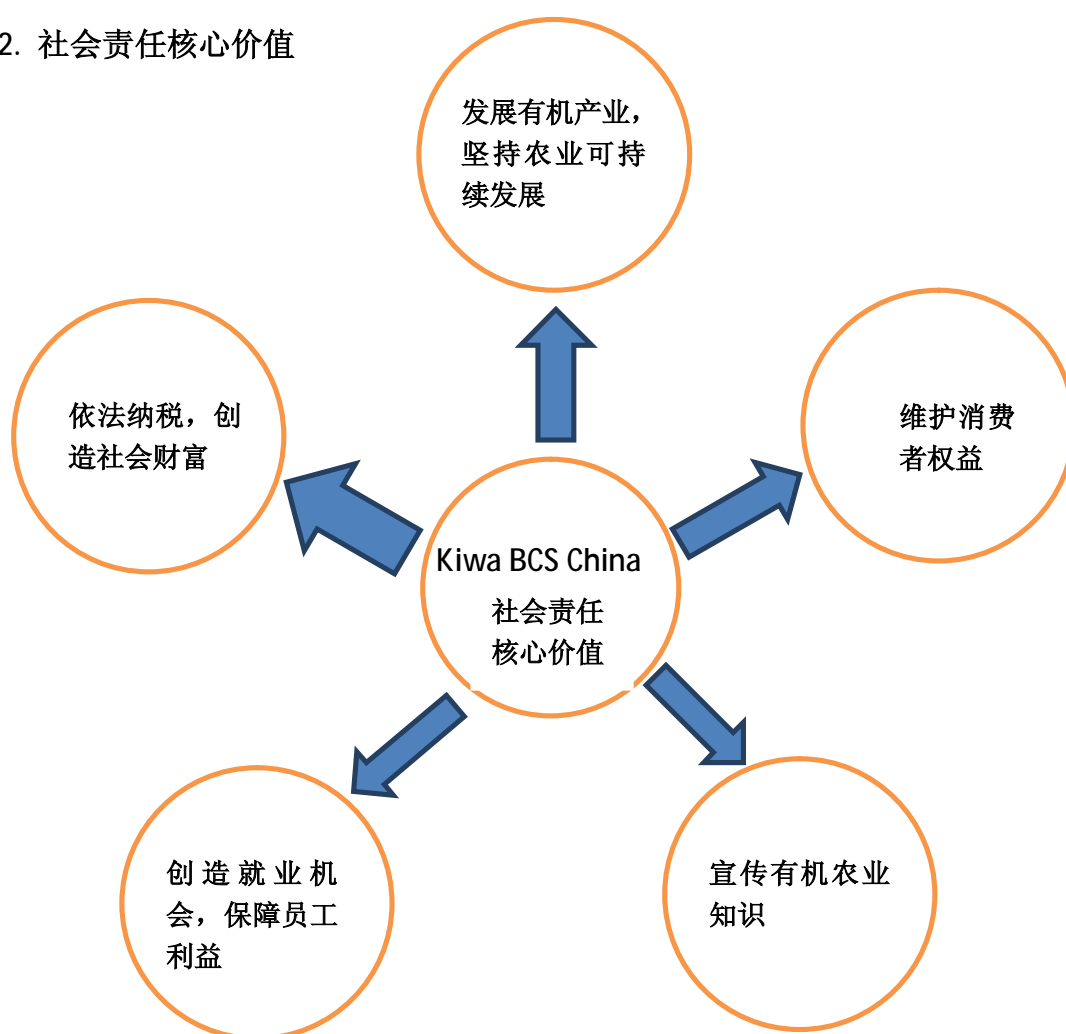 2. 社会责任核心价值
发展有机产业，
坚持农业可持
续发展
依法纳税，创
造社会财富
维护消费
者权益
Kiwa BCS China
社会责任
核心价值
创造就业机
会，保障员工
利益
宣传有机农业
知识